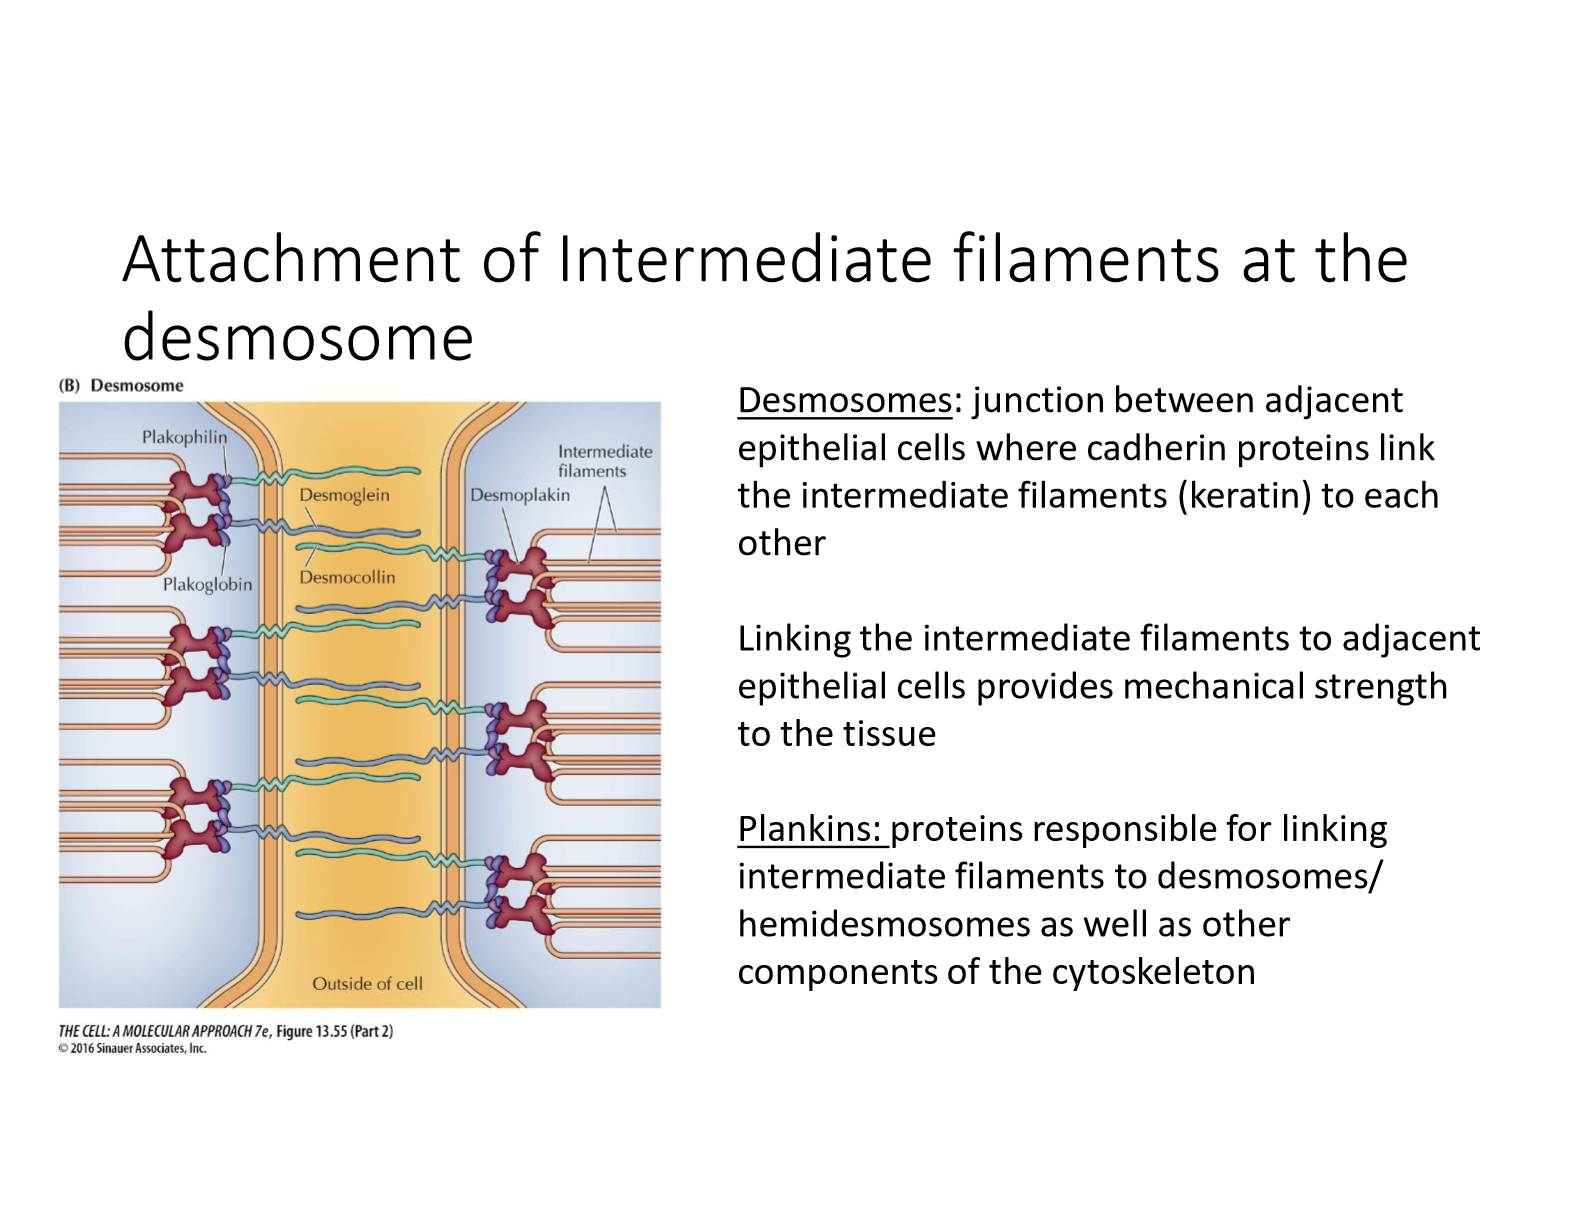 Attachment of Intermediate filaments at the
desmosome
(B) Desmosome
Plakophilin
Intermediate
filaments
Desmoglein
Desmoplakin
Plakoglobin
Desmocollin
Outside of cell
THE CELL: A MOLECULAR APPROACH 7e, Figure 13.55 (Part 2)
© 2016 Sinauer Associates, Inc.
Desmosomes: junction between adjacent
epithelial cells where cadherin proteins link
the intermediate filaments (keratin) to each
other
Linking the intermediate filaments to adjacent
epithelial cells provides mechanical strength
to the tissue
Plankins: proteins responsible for linking
intermediate filaments to desmosomes/
hemidesmosomes as well as other
components of the cytoskeleton